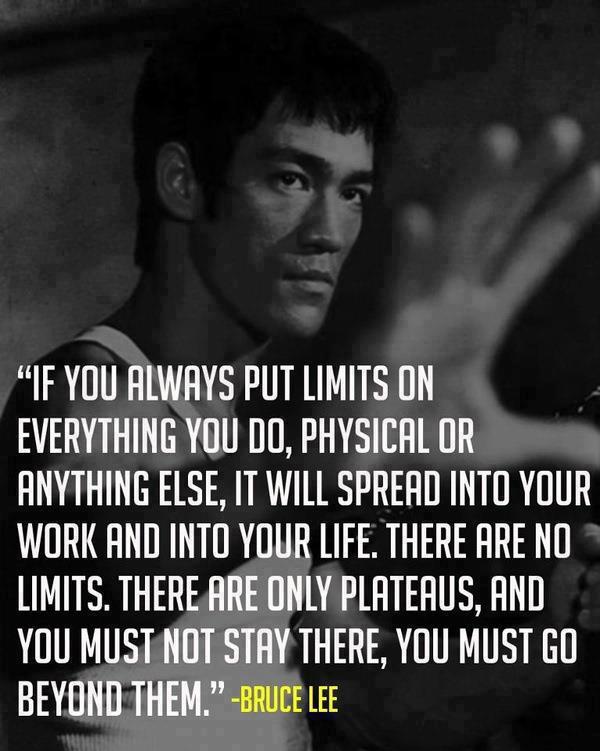 “IF YOU ALWAYS PUT LIMITS ON
EVERYTHING YOU DO, PHYSICAL OR
ANYTHING ELSE, IT WILL SPREAD INTO YOUR
WORK AND INTO YOUR LIFE. THERE ARE NO
LIMITS. THERE ARE ONLY PLATEAUS, AND
YOU MUST NOT STAY THERE, YOU MUST GO
BEYOND THEM.” -BRUCE LEE